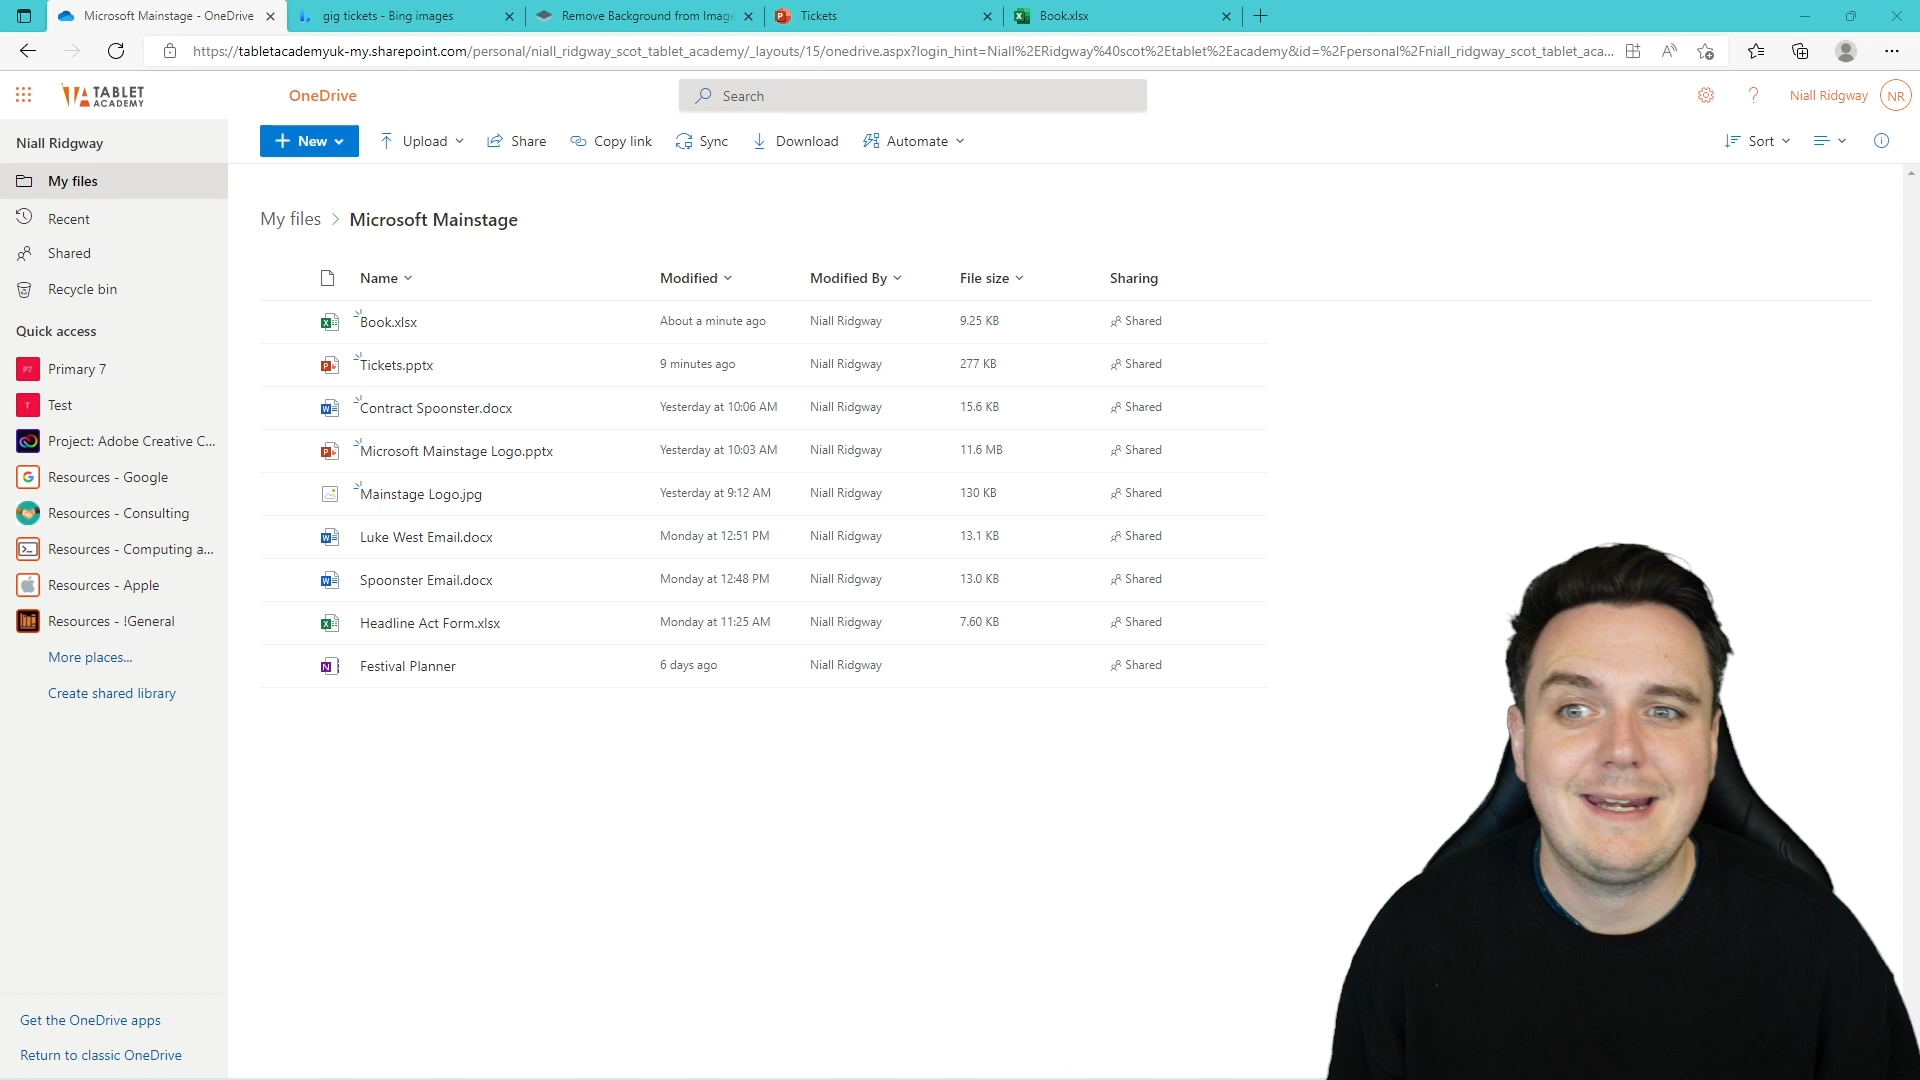 Microsoft Mainstage - OneDrive
gig tickets - Bing images
Remove Background from Image
Tickets
Book.xlsx
https://tabletacademyuk-my.sharepoint.com/personal/niall_ridgway_scot_tablet_academy/_layouts/15/onedrive.aspx?login_hint=Niall%2ERidgway%40scot%2Etablet%2Eacademy&id=%2Fpersonal%2Fniall_ridgway_scot_tablet_aca...
TABLET
ACADEMY
OneDrive
Search
Niall Ridgway
NR
Niall Ridgway
New
Upload
Share
Copy link
Sync
Download
Automate
Sort
My files
Recent
Shared
Recycle bin
Quick access
P7
Primary 7
T
Test
Project: Adobe Creative C...
Resources - Google
Resources - Consulting
Resources - Computing a...
Resources - Apple
Resources - !General
More places...
Create shared library
Get the OneDrive apps
Return to classic OneDrive
My files > Microsoft Mainstage
Name Modified Modified By File size Sharing
Book.xlsx About a minute ago Niall Ridgway 9.25 KB Shared
Tickets.pptx 9 minutes ago Niall Ridgway 277 KB Shared
Contract Spoonster.docx Yesterday at 10:06 AM Niall Ridgway 15.6 KB Shared
Microsoft Mainstage Logo.pptx Yesterday at 10:03 AM Niall Ridgway 11.6 MB Shared
Mainstage Logo.jpg Yesterday at 9:12 AM Niall Ridgway 130 KB Shared
Luke West Email.docx Monday at 12:51 PM Niall Ridgway 13.1 KB Shared
Spoonster Email.docx Monday at 12:48 PM Niall Ridgway 13.0 KB Shared
Headline Act Form.xlsx Monday at 11:25 AM Niall Ridgway 7.60 KB Shared
Festival Planner 6 days ago Niall Ridgway Shared